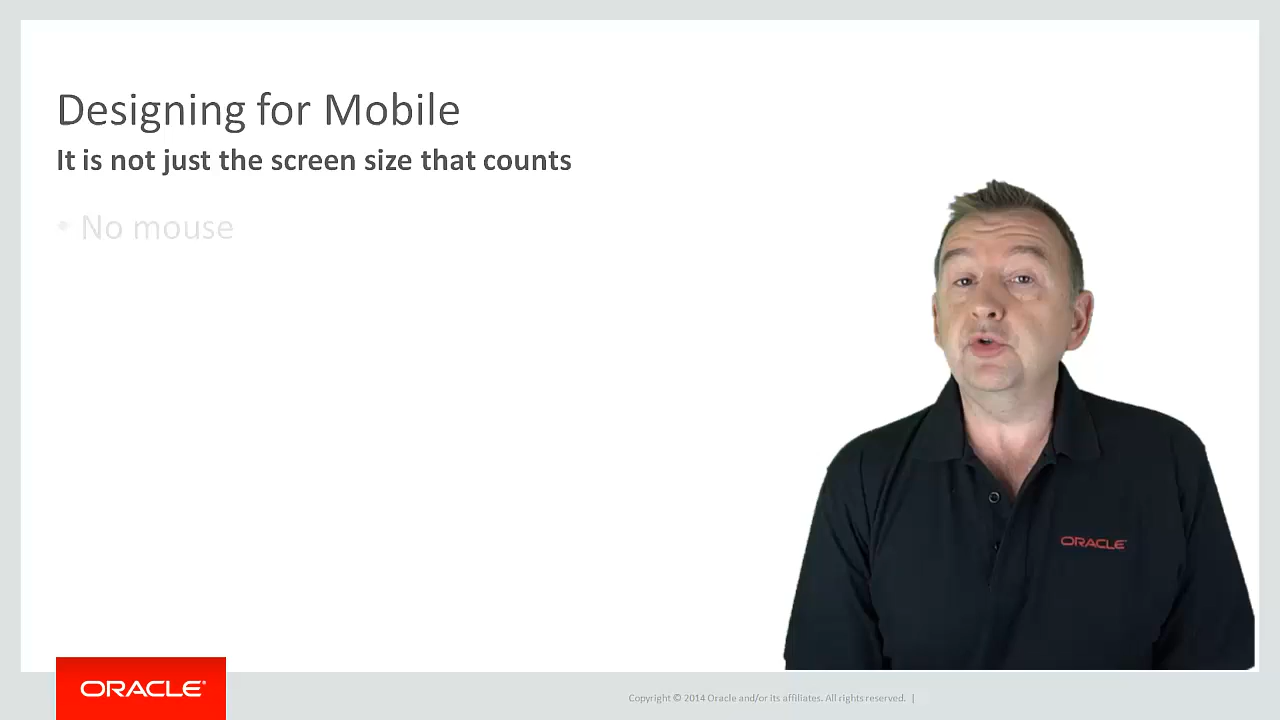 Designing for Mobile
It is not just the screen size that counts
• No mouse
ORACLE
ORACLE®
Copyright © 2014 Oracle and/or its affiliates. All rights reserved. |